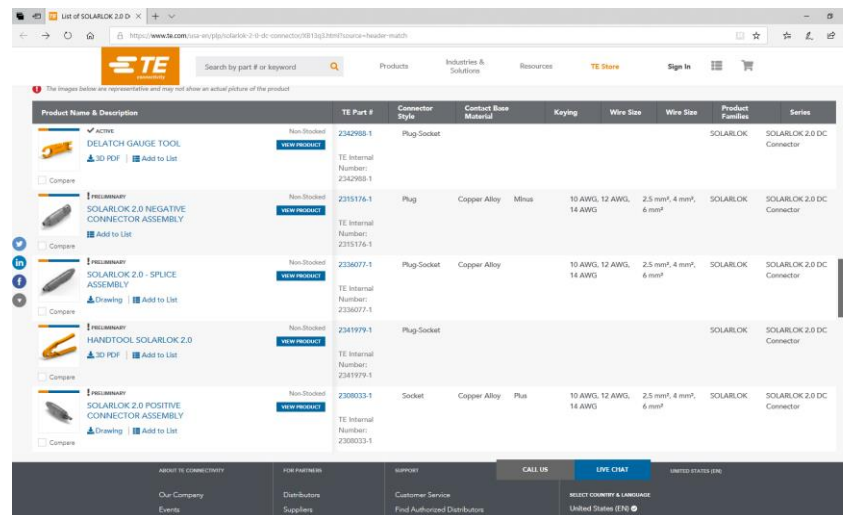 List of SOLARLOK 2.0 D
https://www.te.com/usa-en/plp/solarlok-2-0-dc-connector/XB13q3.html?source=header-match
TE
connectivity
Search by part # or keyword
Products
Industries &
Solutions
Resources
TE Store
Sign In
The images below are representative and may not show an actual picture of the product
Product Name & Description
TE Part #
Connector
Style
Contact Base
Material
Keying
Wire Size
Wire Size
Product
Families
Series
ACTIVE
Non-Stocked
DELATCH GAUGE TOOL
VIEW PRODUCT
3D PDF | Add to List
Compare
2342988-1
TE Internal
Number:
2342988-1
Plug-Socket
SOLARLOK
SOLARLOK 2.0 DC
Connector
PRELIMINARY
Non-Stocked
SOLARLOK 2.0 NEGATIVE
CONNECTOR ASSEMBLY
VIEW PRODUCT
Add to List
Compare
2315176-1
TE Internal
Number:
2315176-1
Plug
Copper Alloy
Minus
10 AWG, 12 AWG,
14 AWG
2.5 mm², 4 mm²,
6 mm²
SOLARLOK
SOLARLOK 2.0 DC
Connector
PRELIMINARY
Non-Stocked
SOLARLOK 2.0 - SPLICE
ASSEMBLY
VIEW PRODUCT
Drawing | Add to List
Compare
2336077-1
TE Internal
Number:
2336077-1
Plug-Socket
Copper Alloy
10 AWG, 12 AWG,
14 AWG
2.5 mm², 4 mm²,
6 mm²
SOLARLOK
SOLARLOK 2.0 DC
Connector
PRELIMINARY
Non-Stocked
HANDTOOL SOLARLOK 2.0
VIEW PRODUCT
3D PDF | Add to List
Compare
2341979-1
TE Internal
Number:
2341979-1
Plug-Socket
SOLARLOK
SOLARLOK 2.0 DC
Connector
PRELIMINARY
Non-Stocked
SOLARLOK 2.0 POSITIVE
CONNECTOR ASSEMBLY
VIEW PRODUCT
Drawing | Add to List
Compare
2308033-1
TE Internal
Number:
2308033-1
Socket
Copper Alloy
Plus
10 AWG, 12 AWG,
14 AWG
2.5 mm², 4 mm²,
6 mm²
SOLARLOK
SOLARLOK 2.0 DC
Connector
ABOUT TE CONNECTIVITY
FOR PARTNERS
SUPPORT
CALL US
LIVE CHAT
UNITED STATES (EN)
Our Company
Distributors
Customer Service
SELECT COUNTRY & LANGUAGE
Events
Suppliers
Find Authorized Distributors
United States (EN)